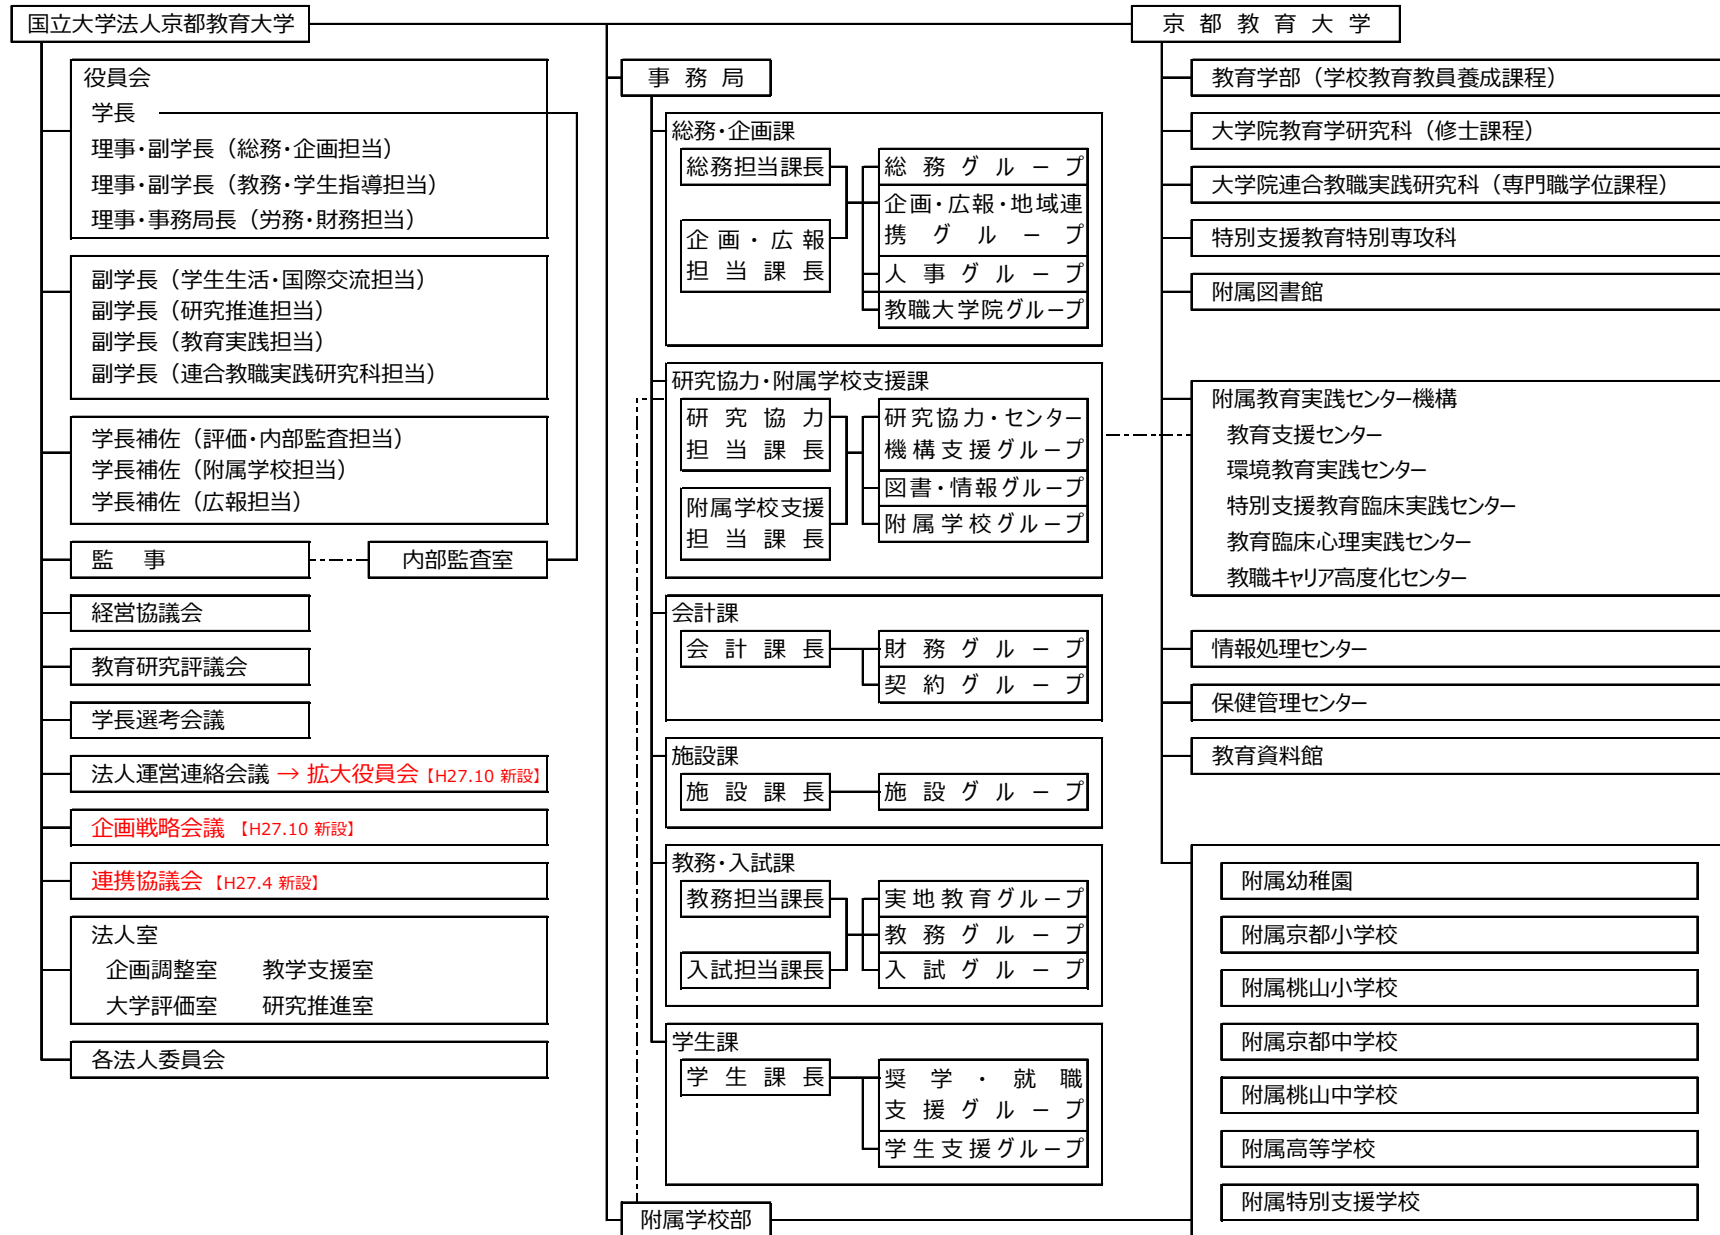 国立大学法人京都教育大学
役員会
学長
理事・副学長（総務・企画担当）
理事・副学長（教務・学生指導担当）
理事・事務局長（労務・財務担当）
副学長（学生生活・国際交流担当）
副学長（研究推進担当）
副学長（教育実践担当）
副学長（連合教職実践研究科担当）
学長補佐（評価・内部監査担当）
学長補佐（附属学校担当）
学長補佐（広報担当）
監　事
内部監査室
経営協議会
教育研究評議会
学長選考会議
法人運営連絡会議 → 拡大役員会【H27.10 新設】
企画戦略会議 【H27.10 新設】
連携協議会 【H27.4 新設】
法人室
企画調整室　　教学支援室
大学評価室　　研究推進室
各法人委員会
事 務 局
総務・企画課
総務担当課長
企 画 ・ 広 報
担 当 課 長
総 務 グ ル ー プ
企画・広報・地域連
携 グ ル ー プ
人 事 グ ル ー プ
教職大学院グループ
研究協力・附属学校支援課
研 究 協 力
担 当 課 長
附属学校支援
担 当 課 長
研究協力・センター
機構支援グループ
図書・情報グループ
附属学校グループ
会計課
会 計 課 長
財 務 グ ル ー プ
契 約 グ ル ー プ
施設課
施 設 課 長
施 設 グ ル ー プ
教務・入試課
教務担当課長
入試担当課長
実地教育グループ
教 務 グ ル ー プ
入 試 グ ル ー プ
学生課
学 生 課 長
奨 学 ・ 就 職
支 援 グ ル ー プ
学生支援グループ
附属学校部
京 都 教 育 大 学
教育学部（学校教育教員養成課程）
大学院教育学研究科（修士課程）
大学院連合教職実践研究科（専門職学位課程）
特別支援教育特別専攻科
附属図書館
附属教育実践センター機構
教育支援センター
環境教育実践センター
特別支援教育臨床実践センター
教育臨床心理実践センター
教職キャリア高度化センター
情報処理センター
保健管理センター
教育資料館
附属幼稚園
附属京都小学校
附属桃山小学校
附属京都中学校
附属桃山中学校
附属高等学校
附属特別支援学校